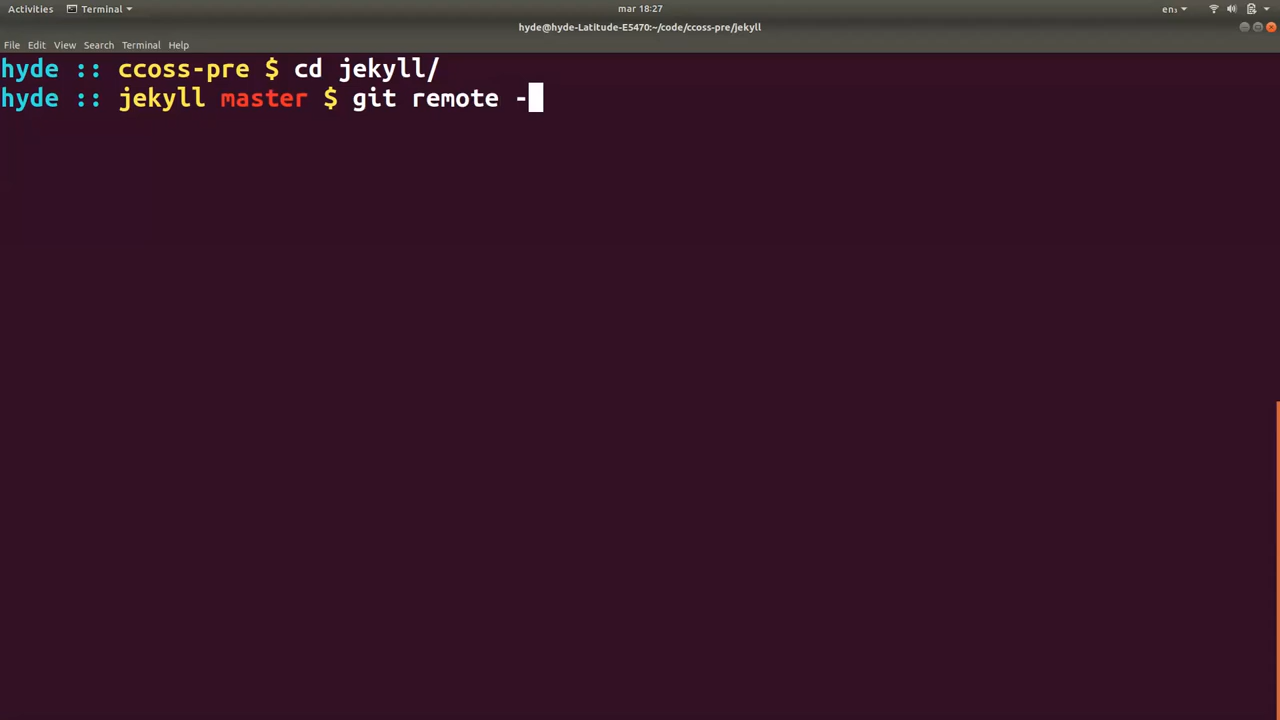 Activities Terminal mar 18:27 en₃
hyde@hyde-Latitude-E5470:~/code/ccoss-pre/jekyll
File Edit View Search Terminal Help
hyde :: ccoss-pre $ cd jekyll/
hyde :: jekyll master $ git remote -